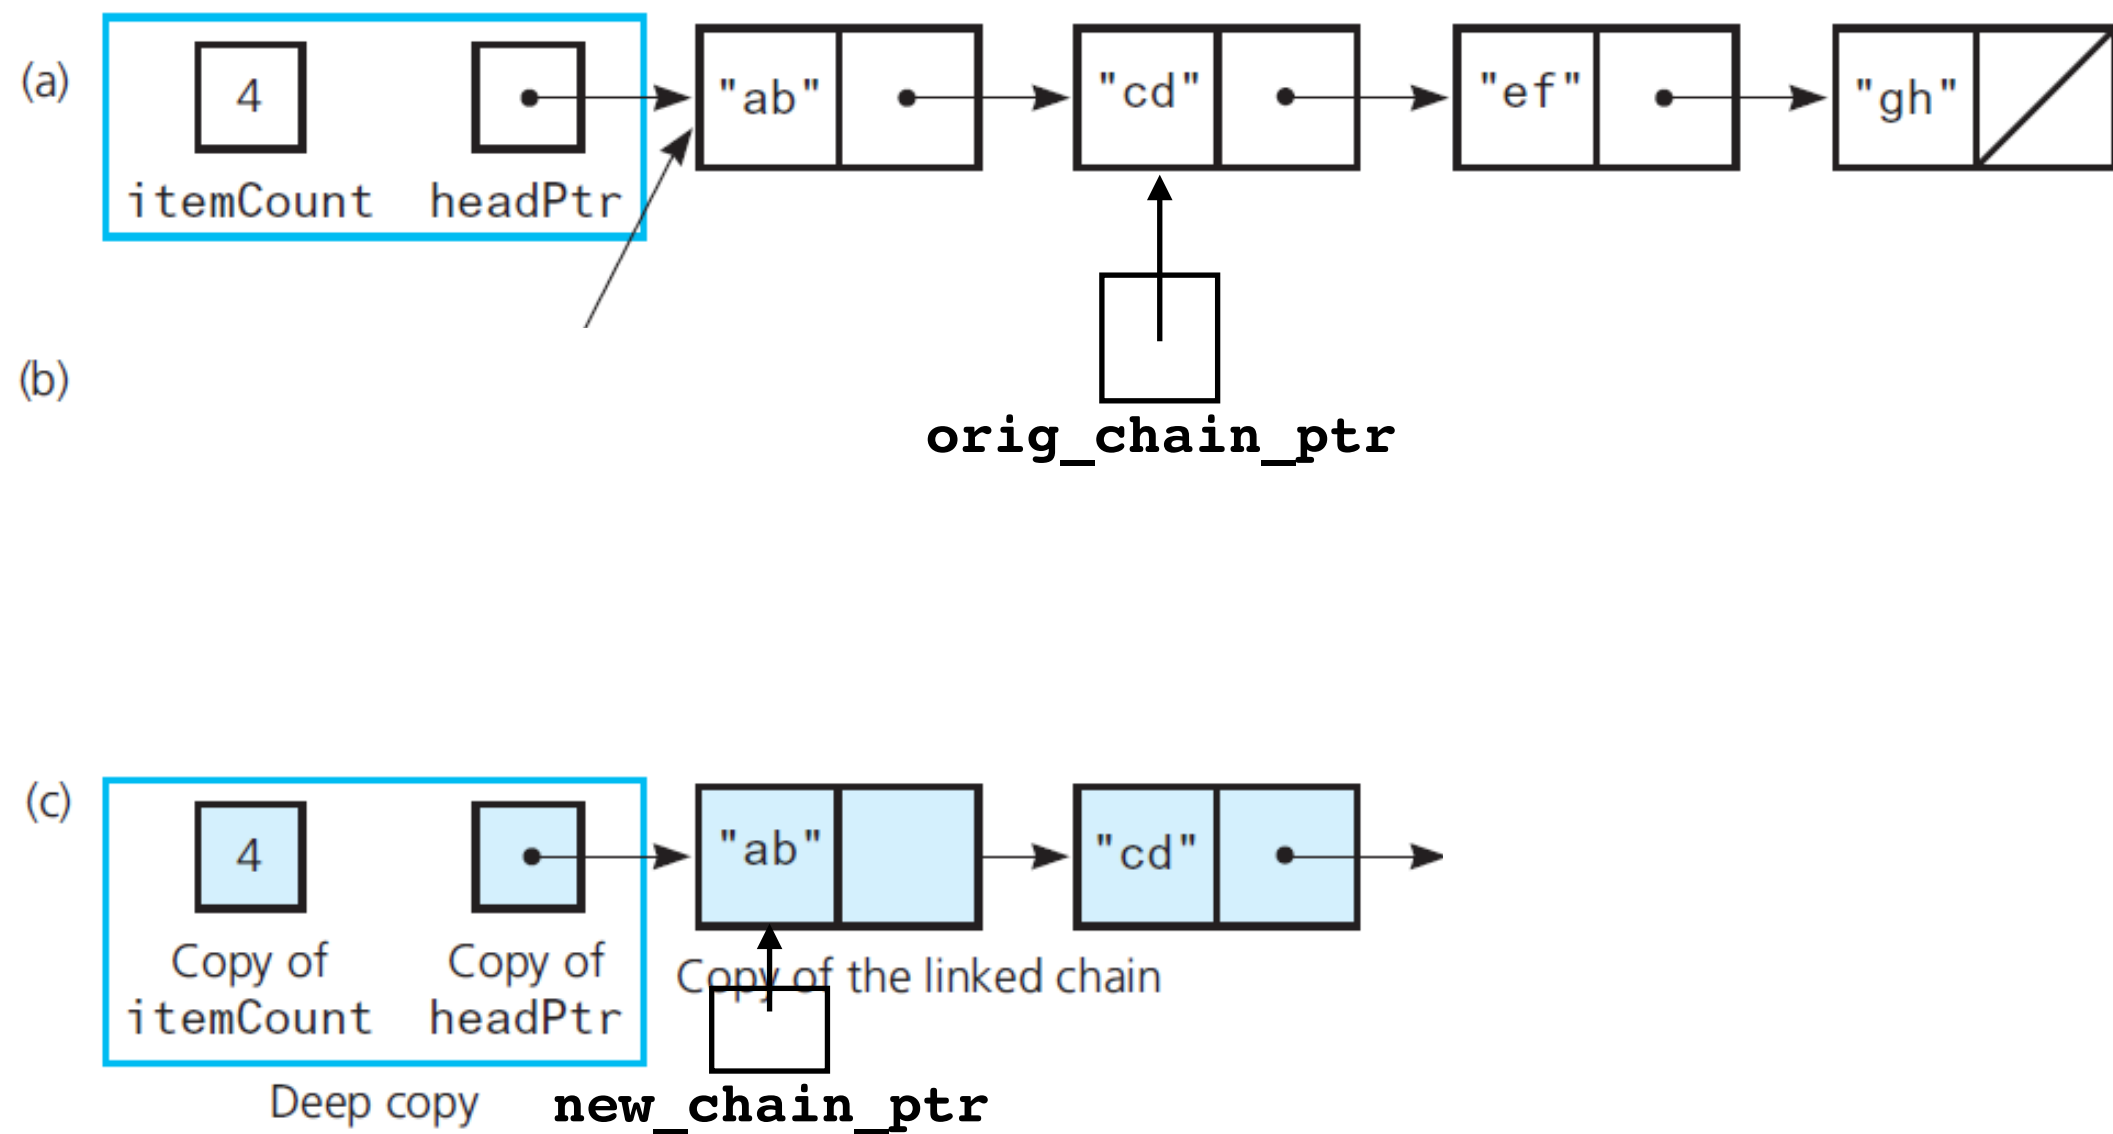 (a)
4
"ab"
"cd"
"ef"
"gh"
itemCount headPtr
(b)
orig_chain_ptr
(c)
4
"ab"
"cd"
Copy of
itemCount
Copy of
headPtr
Copy of the linked chain
Deep copy
new_chain_ptr